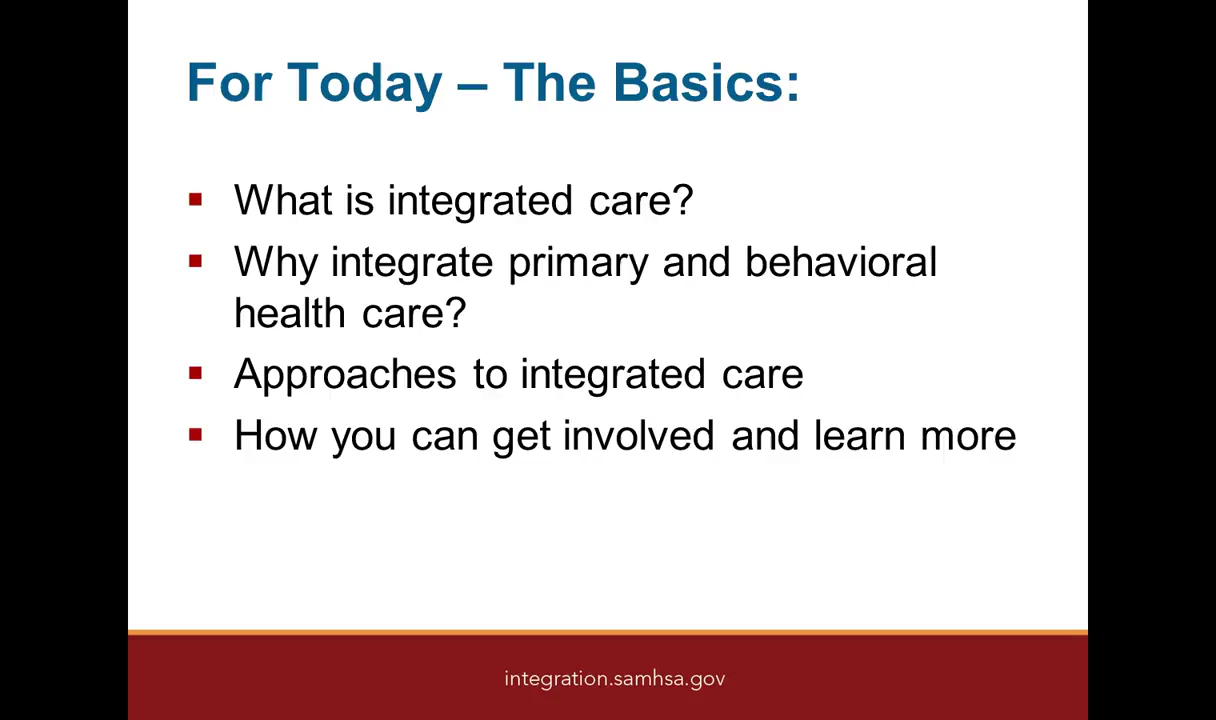 For Today – The Basics:
▪ What is integrated care?
▪ Why integrate primary and behavioral
health care?
▪ Approaches to integrated care
▪ How you can get involved and learn more
integration.samhsa.gov